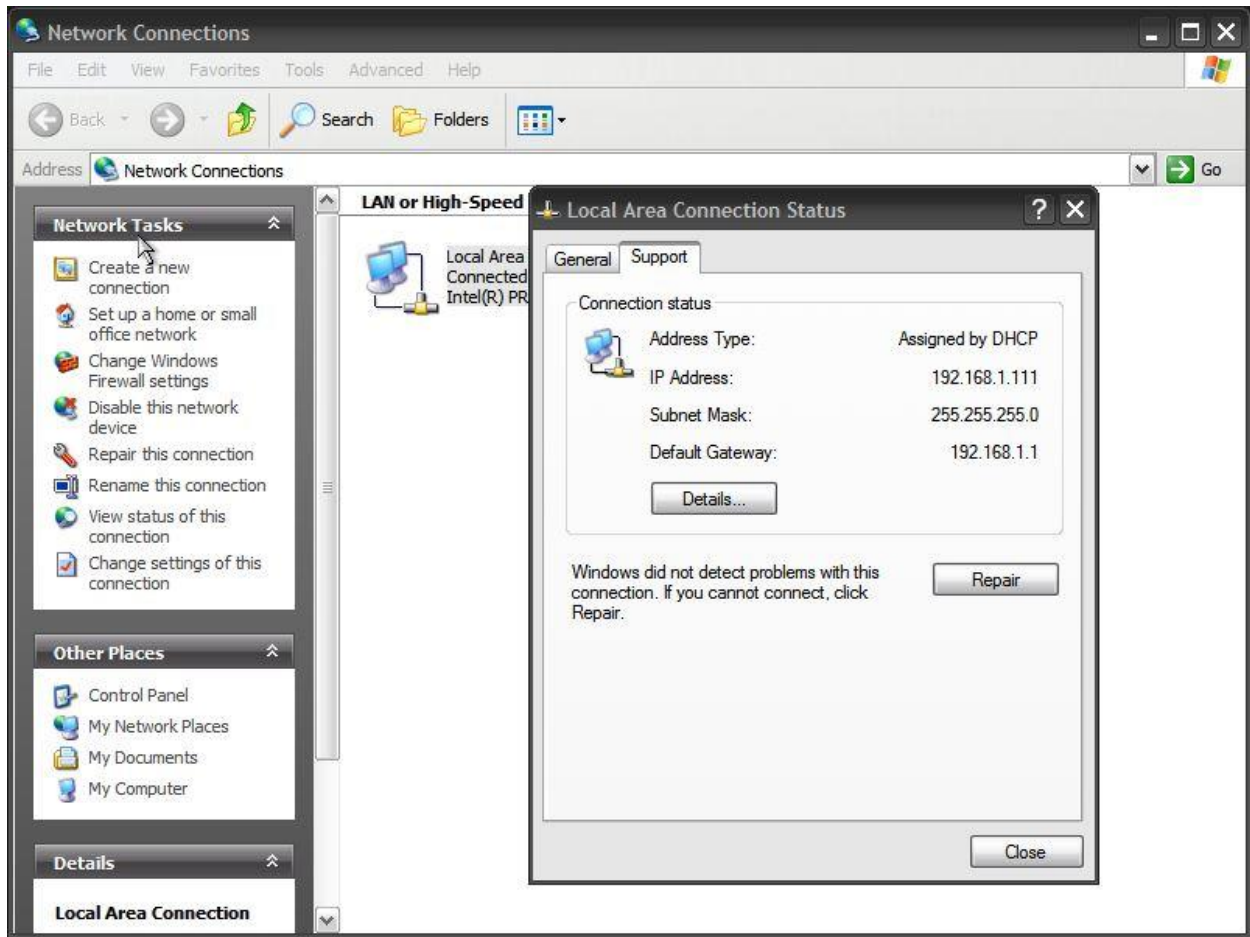 Network Connections
File Edit View Favorites Tools Advanced Help
Back Search Folders
Address Network Connections Go
Network Tasks
Create a new
connection
Set up a home or small
office network
Change Windows
Firewall settings
Disable this network
device
Repair this connection
Rename this connection
View status of this
connection
Change settings of this
connection
Other Places
Control Panel
My Network Places
My Documents
My Computer
Details
Local Area Connection
LAN or High-Speed
Local Area
Connected
Intel(R) PR
Local Area Connection Status
General Support
Connection status
Address Type: Assigned by DHCP
IP Address: 192.168.1.111
Subnet Mask: 255.255.255.0
Default Gateway: 192.168.1.1
Details...
Windows did not detect problems with this
connection. If you cannot connect, click
Repair.
Repair
Close